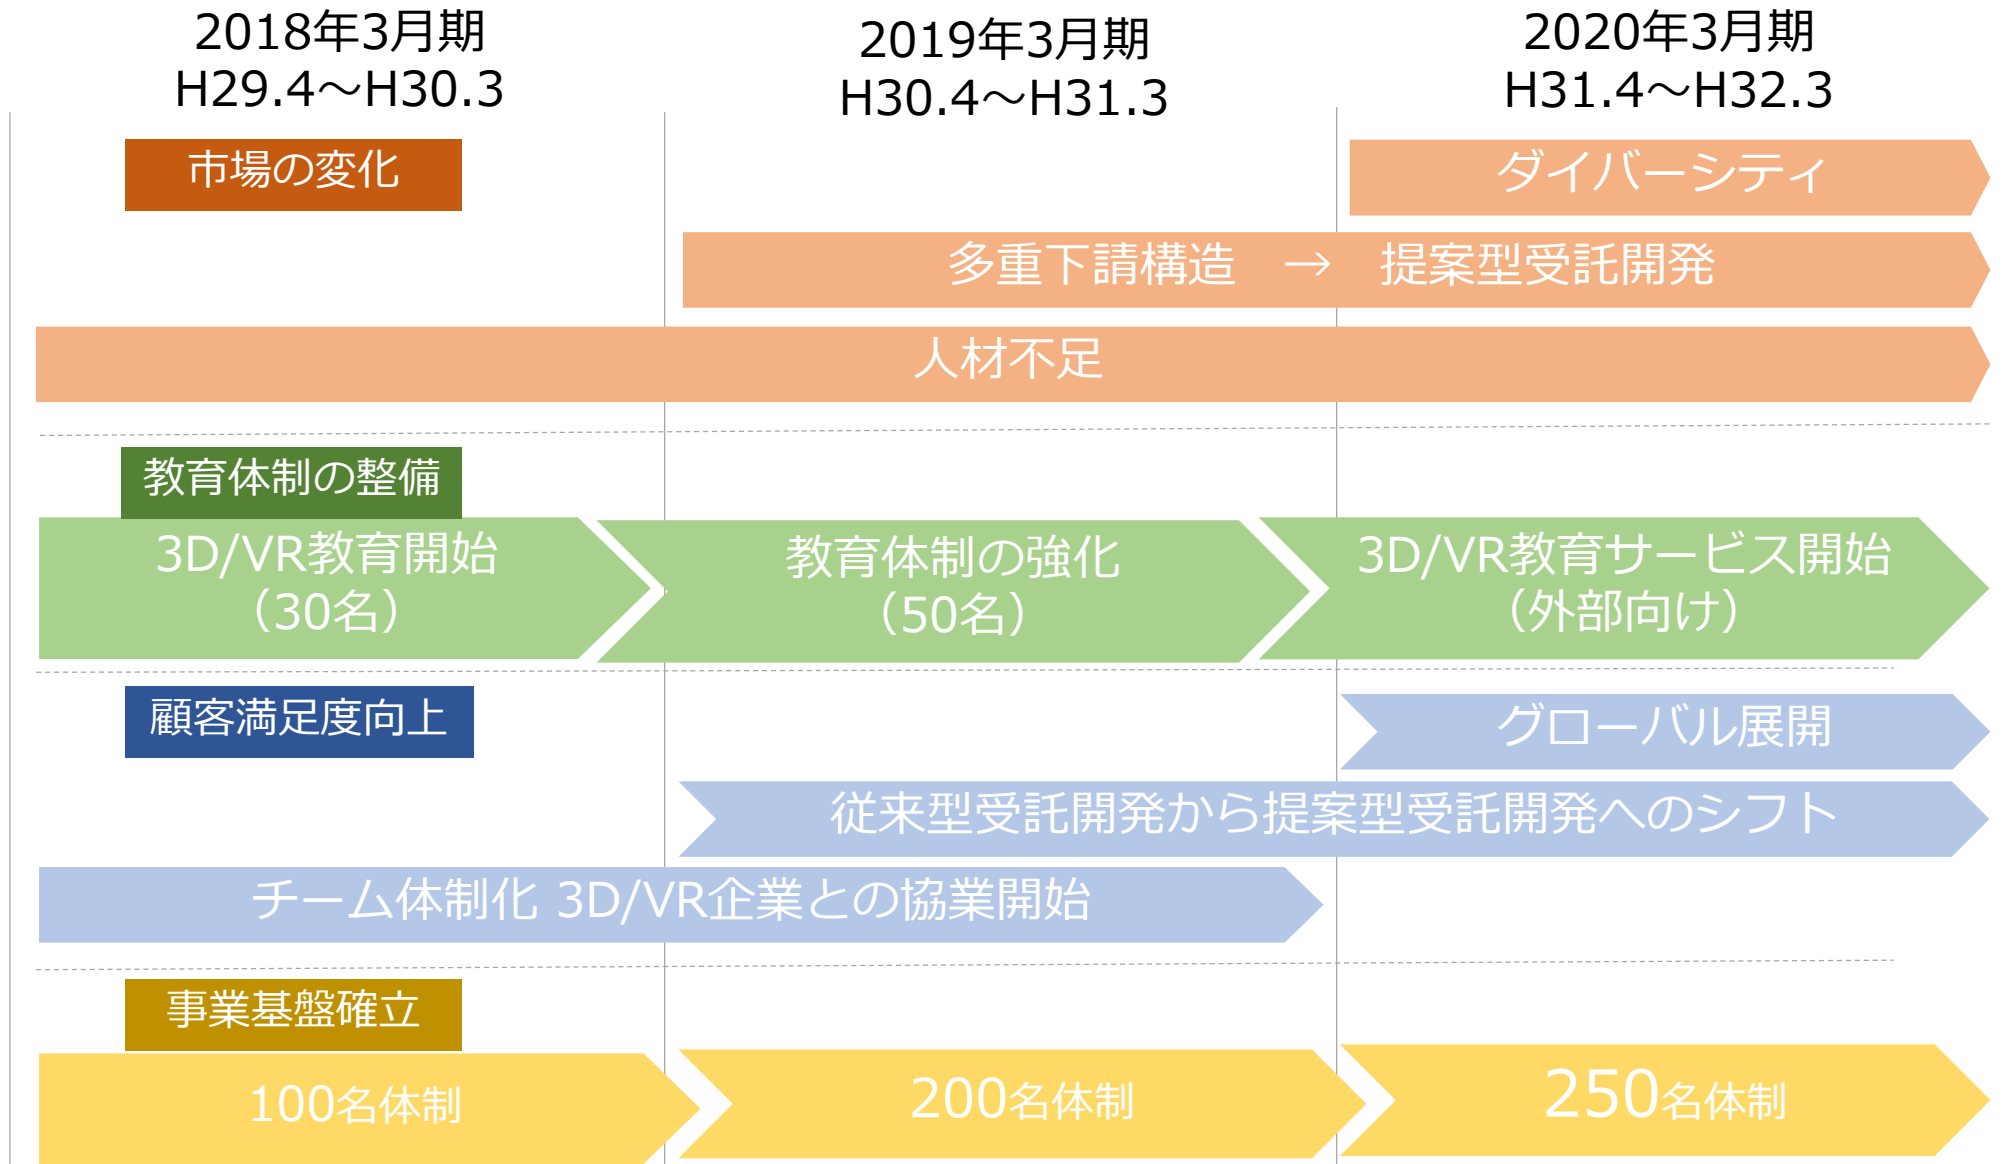 2018年3月期
H29.4～H30.3
2019年3月期
H30.4～H31.3
2020年3月期
H31.4～H32.3
市場の変化
ダイバーシティ
多重下請構造　→　提案型受託開発
人材不足
教育体制の整備
3D/VR教育開始
（30名）
教育体制の強化
（50名）
3D/VR教育サービス開始
（外部向け）
顧客満足度向上
グローバル展開
従来型受託開発から提案型受託開発へのシフト
チーム体制化 3D/VR企業との協業開始
事業基盤確立
100名体制
200名体制
250名体制